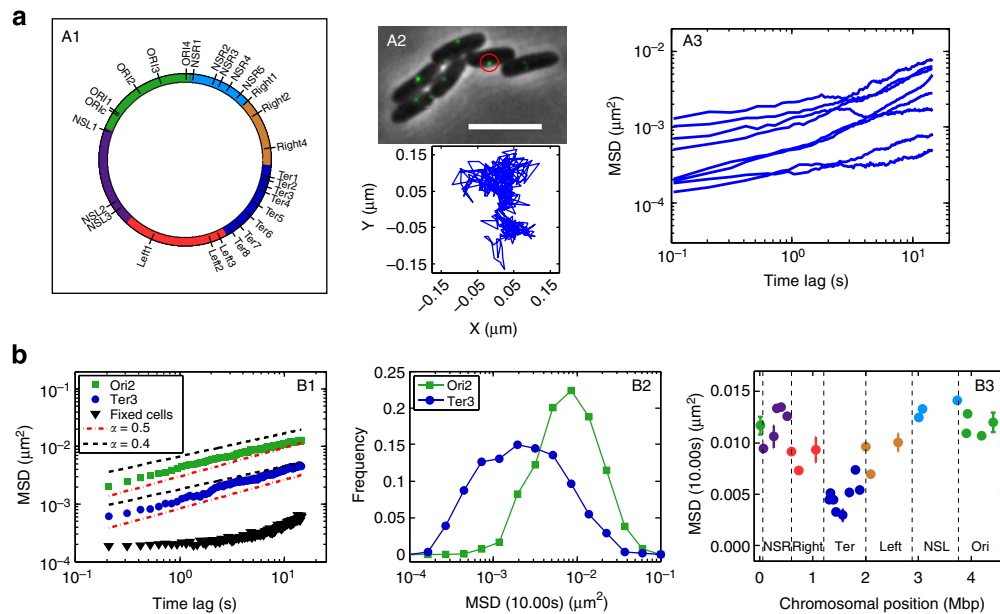 a
A1
ORI4
NSR1
NSR2
NSR3
NSR4
NSR5
Right1
Right2
Right4
Ter1
Ter2
Ter3
Ter4
Ter5
Ter6
Ter7
Ter8
Left3
Left2
Left1
NSL3
NSL2
NSL1
ORIc
ORI1
ORI2
ORI3
A2
0.15
0.05
−0.05
−0.15
Y (μm)
−0.15
−0.05
0.05
0.15
X (μm)
A3
10⁻²
10⁻³
10⁻⁴
MSD (μm²)
10⁻¹
10⁰
10¹
Time lag (s)
b
B1
Ori2
Ter3
Fixed cells
α = 0.5
α = 0.4
10⁻¹
10⁻²
10⁻³
10⁻⁴
MSD (μm²)
10⁻¹
10⁰
10¹
Time lag (s)
B2
Ori2
Ter3
0.25
0.20
0.15
0.1
0.05
0
Frequency
10⁻⁴
10⁻³
10⁻²
10⁻¹
MSD (10.00s) (μm²)
B3
0.015
0.010
0.005
0.000
MSD (10.00s) (μm²)
NSR Right Ter Left NSL Ori
0 1 2 3 4
Chromosomal position (Mbp)